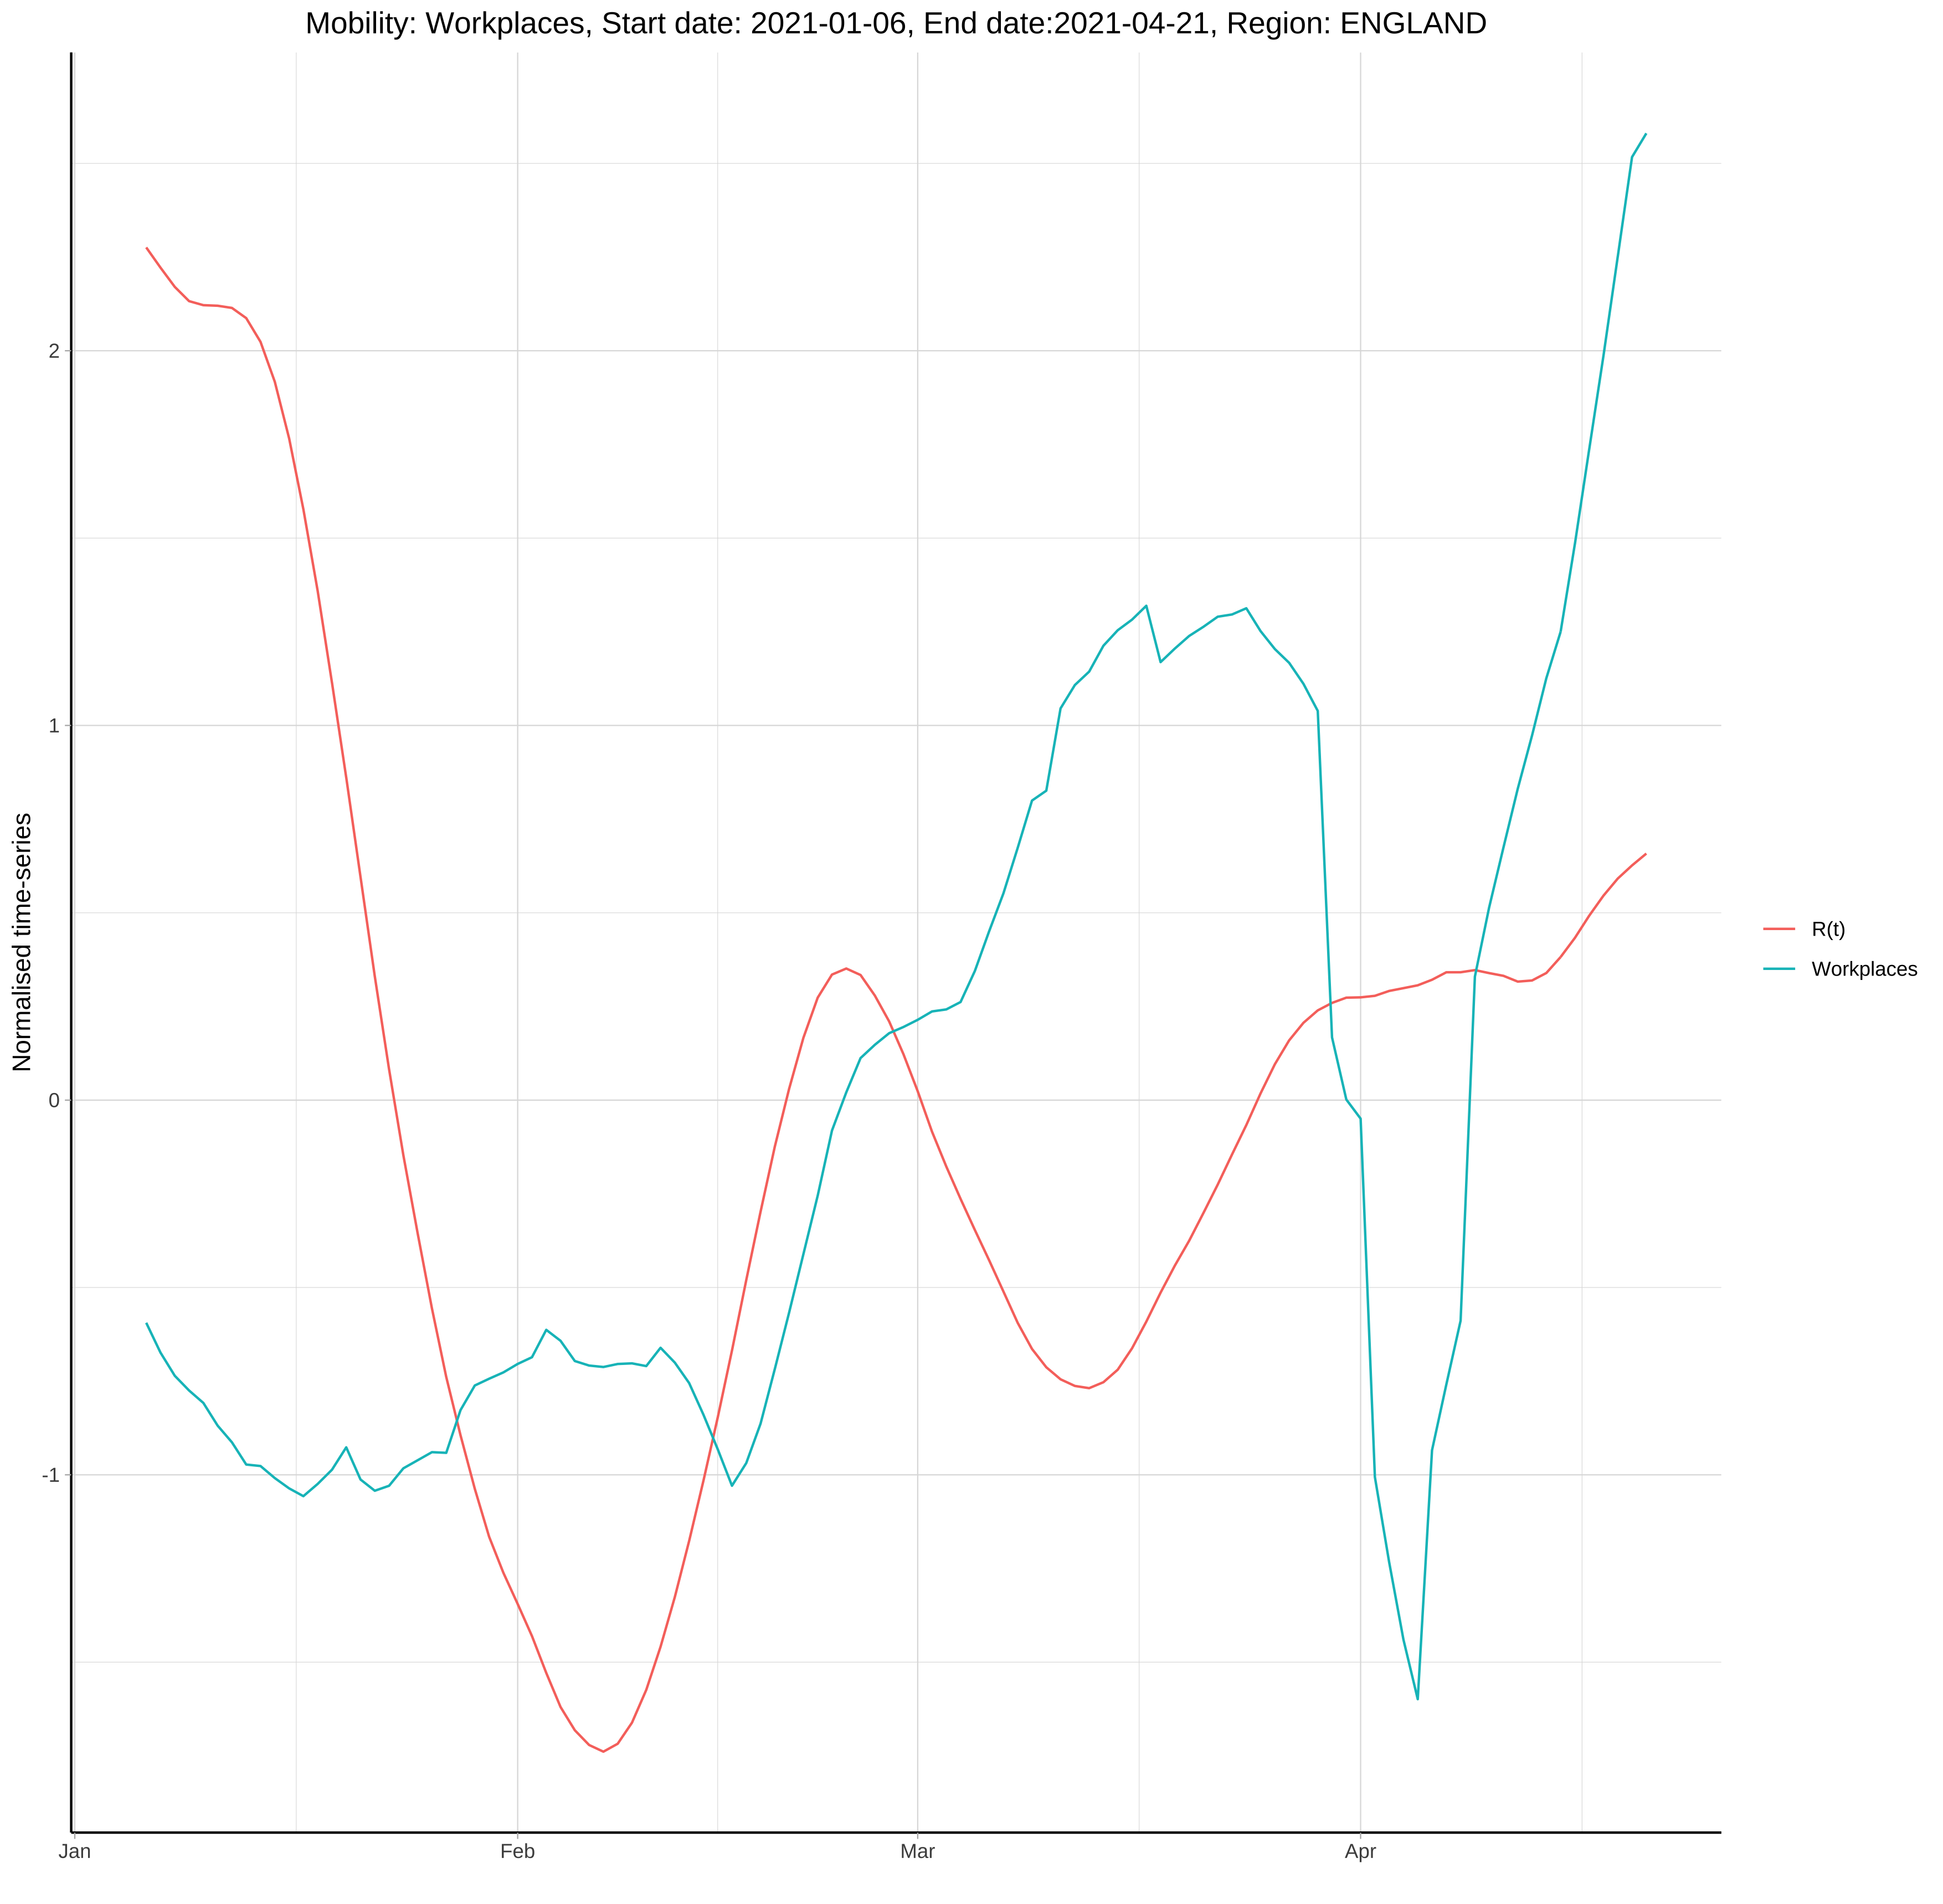 Mobility: Workplaces, Start date: 2021-01-06, End date:2021-04-21, Region: ENGLAND
Normalised time-series
2
1
0
-1
Jan
Feb
Mar
Apr
R(t)
Workplaces